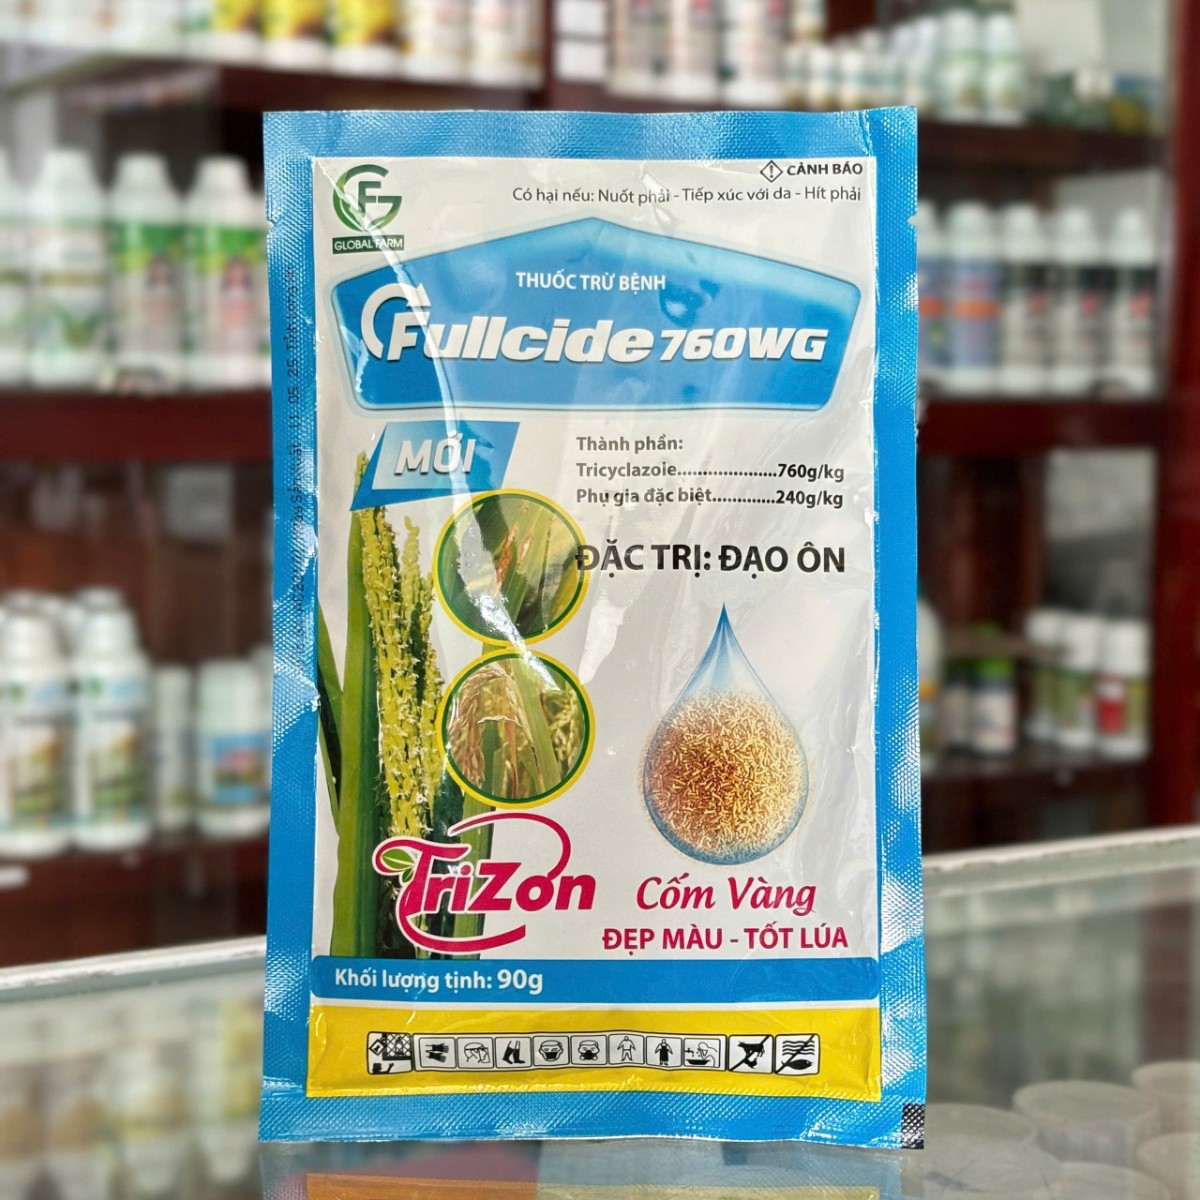 GF
GLOBAL FARM
CẢNH BÁO
Có hại nếu: Nuốt phải - Tiếp xúc với da - Hít phải
THUỐC TRỪ BỆNH
Fullcide 760WG
MỚI
Thành phần:
Tricyclazole....................760g/kg
Phụ gia đặc biệt.............240g/kg
ĐẶC TRỊ: ĐẠO ÔN
TriZon
Cốm Vàng
ĐẸP MÀU - TỐT LÚA
Khối lượng tịnh: 90g